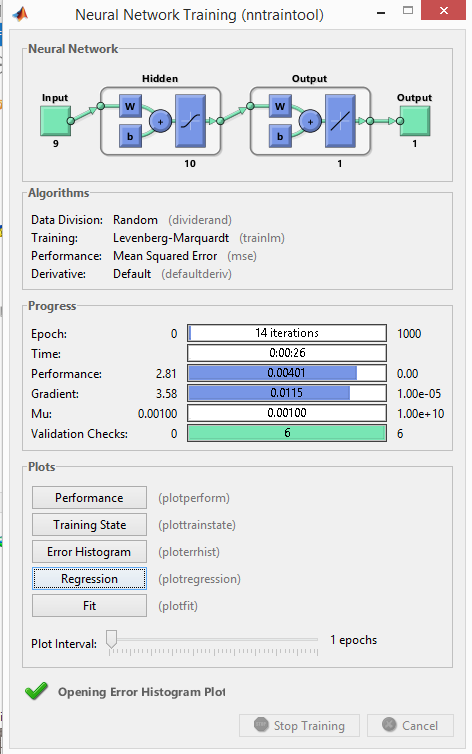 Neural Network Training (nntraintool)
Neural Network
Hidden Output
Input Output
W W
b b
+ +
9 10 1 1
Algorithms
Data Division: Random (dividerand)
Training: Levenberg-Marquardt (trainlm)
Performance: Mean Squared Error (mse)
Derivative: Default (defaultderiv)
Progress
Epoch: 0 14 iterations 1000
Time: 0:00:26
Performance: 2.81 0.00401 0.00
Gradient: 3.58 0.0115 1.00e-05
Mu: 0.00100 0.00100 1.00e+10
Validation Checks: 0 6 6
Plots
Performance (plotperform)
Training State (plottrainstate)
Error Histogram (ploterrhist)
Regression (plotregression)
Fit (plotfit)
Plot Interval: 1 epochs
Opening Error Histogram Plot
Stop Training Cancel